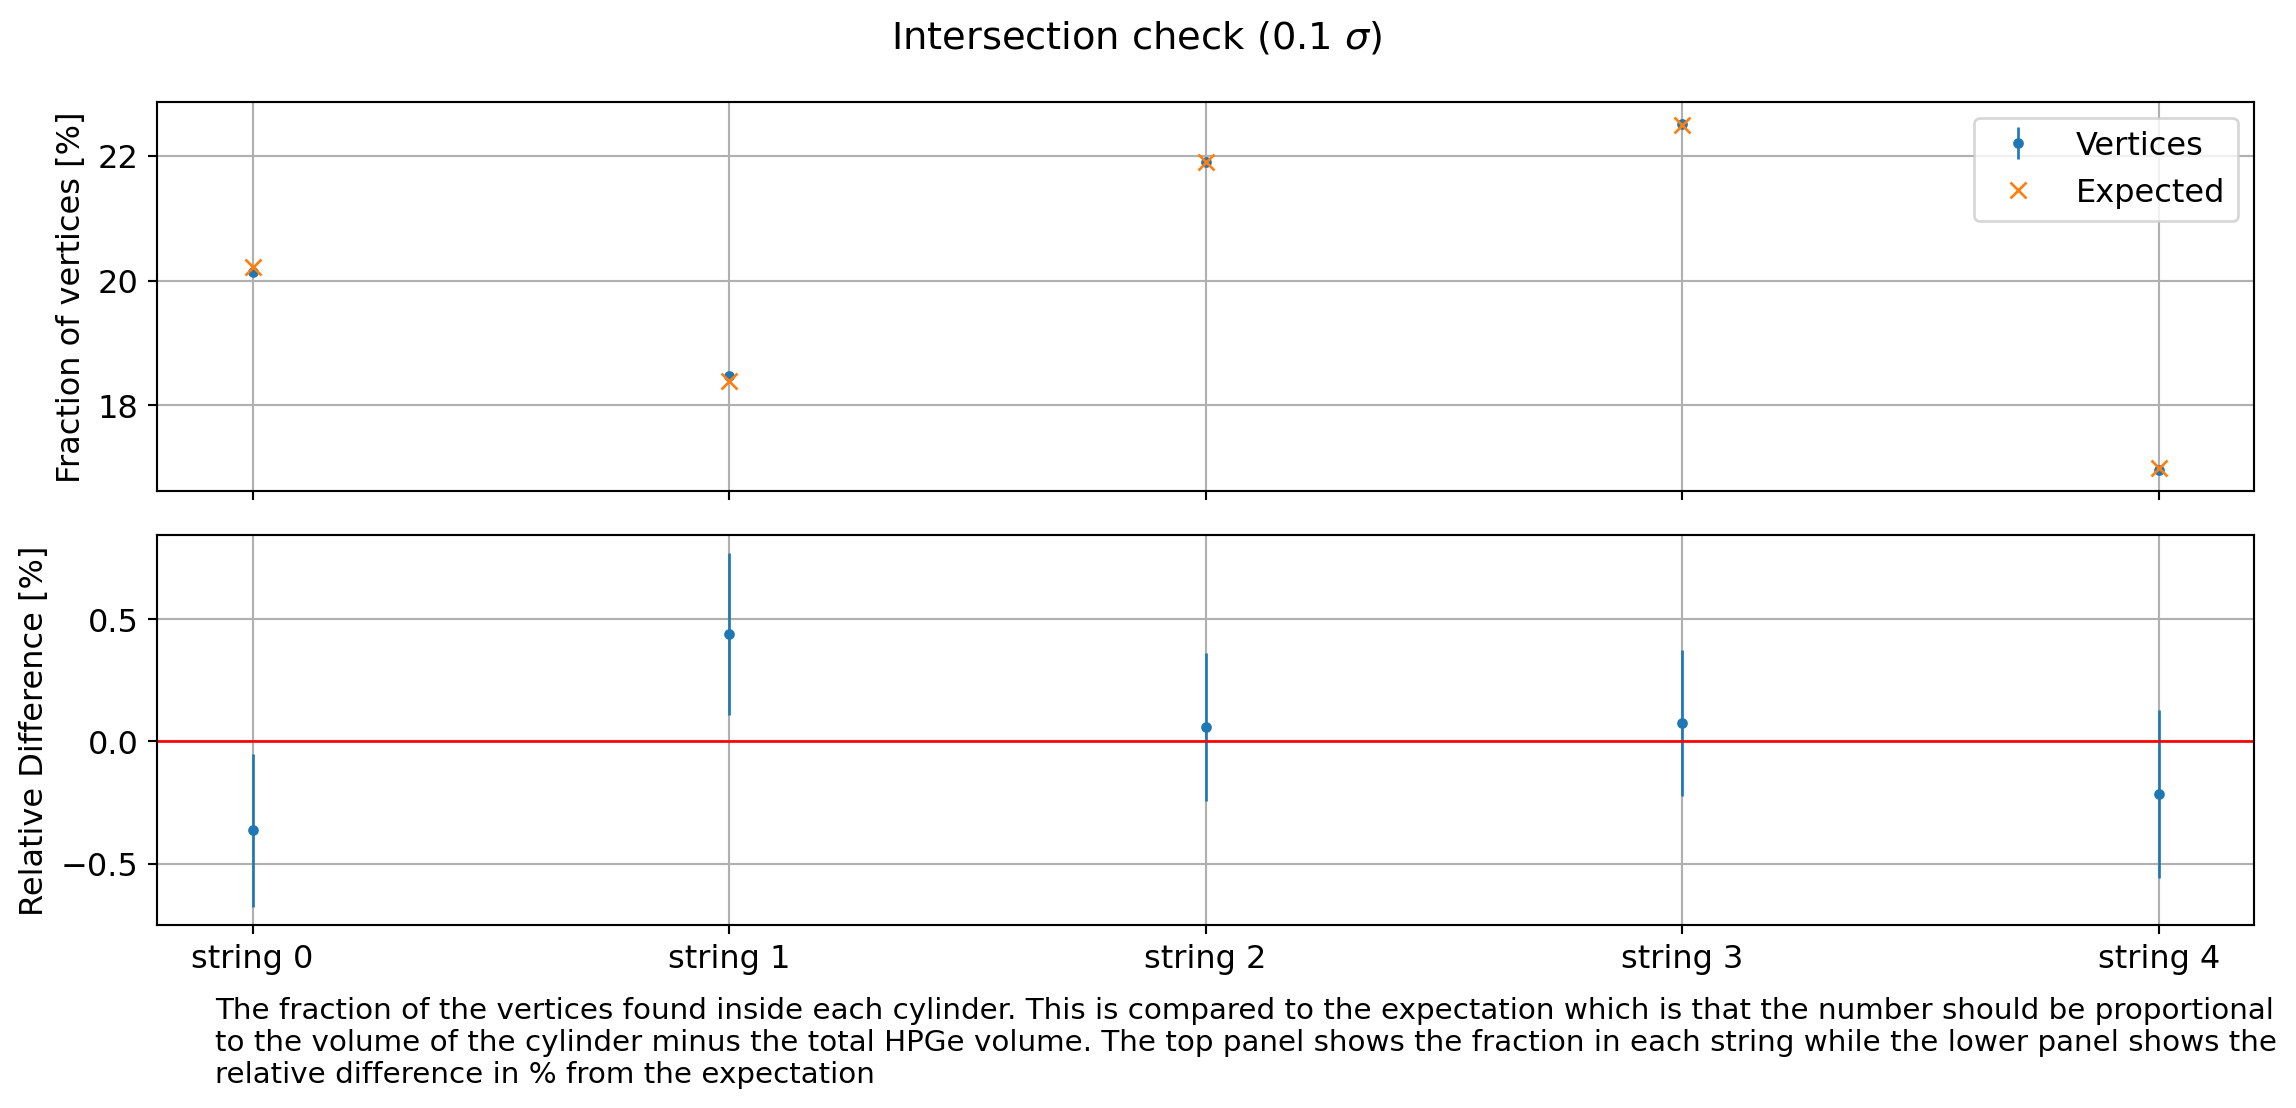 Intersection check (0.1 σ)
Fraction of vertices [%]
22
20
18
Vertices
Expected
Relative Difference [%]
0.5
0.0
−0.5
string 0
string 1
string 2
string 3
string 4
The fraction of the vertices found inside each cylinder. This is compared to the expectation which is that the number should be proportional
to the volume of the cylinder minus the total HPGe volume. The top panel shows the fraction in each string while the lower panel shows the
relative difference in % from the expectation